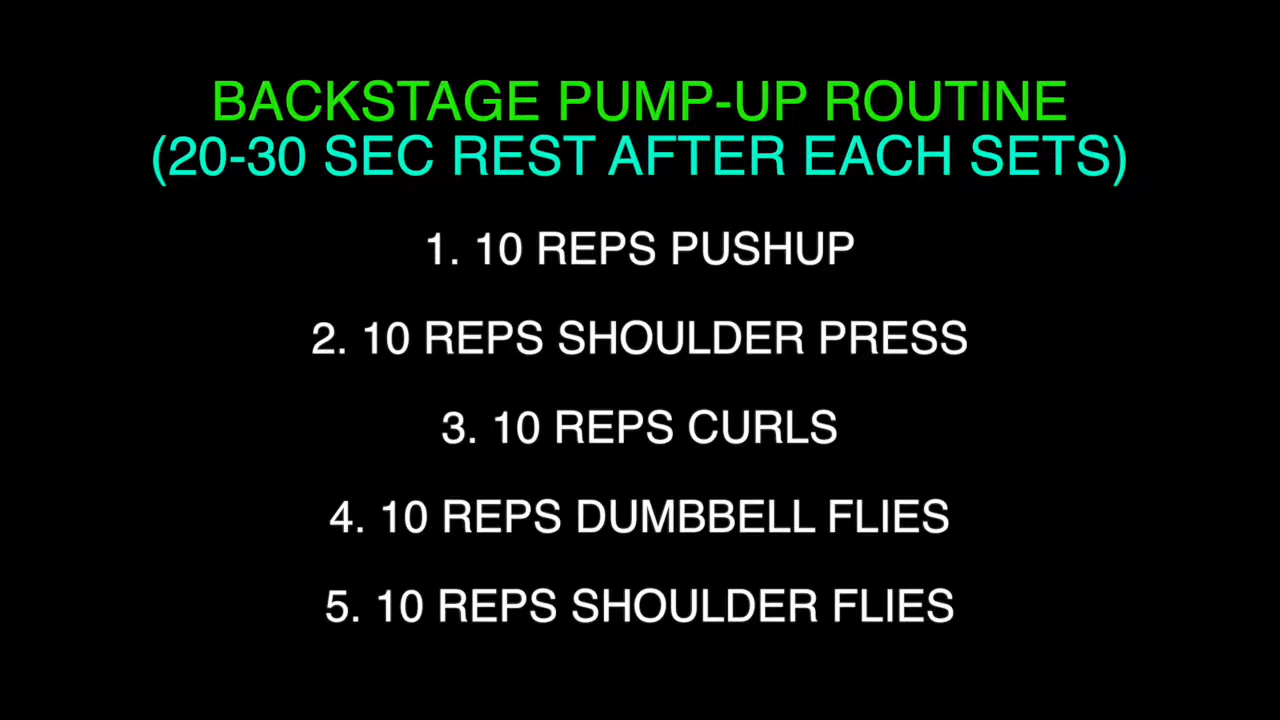 BACKSTAGE PUMP-UP ROUTINE
(20-30 SEC REST AFTER EACH SETS)
1. 10 REPS PUSHUP
2. 10 REPS SHOULDER PRESS
3. 10 REPS CURLS
4. 10 REPS DUMBBELL FLIES
5. 10 REPS SHOULDER FLIES